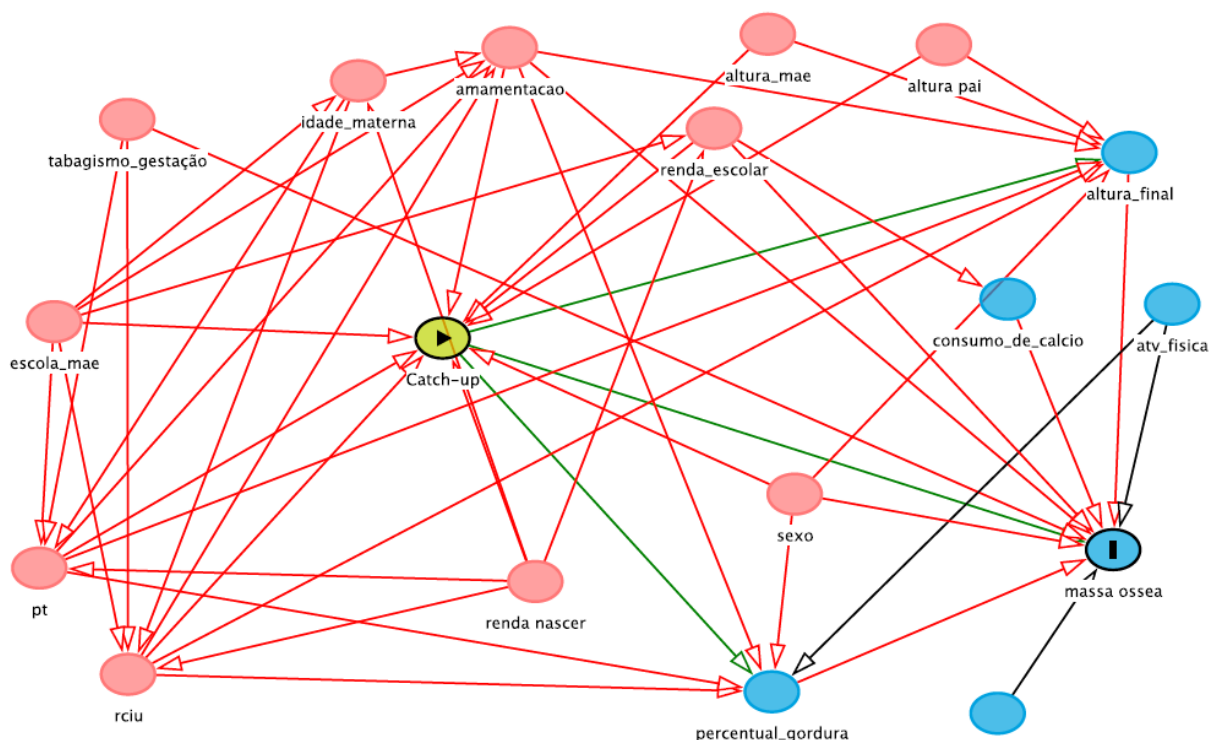 altura_mae
altura pai
amamentacao
idade_materna
tabagismo_gestação
renda_escolar
altura_final
consumo_de_calcio
atv_fisica
escola_mae
Catch-up
sexo
massa ossea
pt
renda nascer
rciu
percentual_gordura